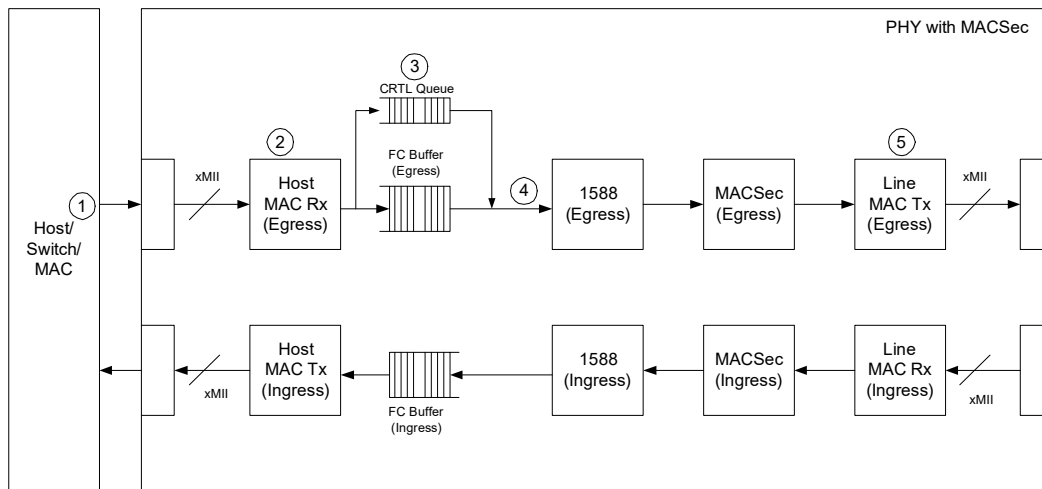 PHY with MACSec
3
CRTL Queue
2
5
FC Buffer
(Egress)
xMII
Host
MAC Rx
(Egress)
4
1588
(Egress)
MACSec
(Egress)
Line
MAC Tx
(Egress)
xMII
1
Host/
Switch/
MAC
Host
MAC Tx
(Ingress)
1588
(Ingress)
MACSec
(Ingress)
Line
MAC Rx
(Ingress)
xMII
xMII
FC Buffer
(Ingress)